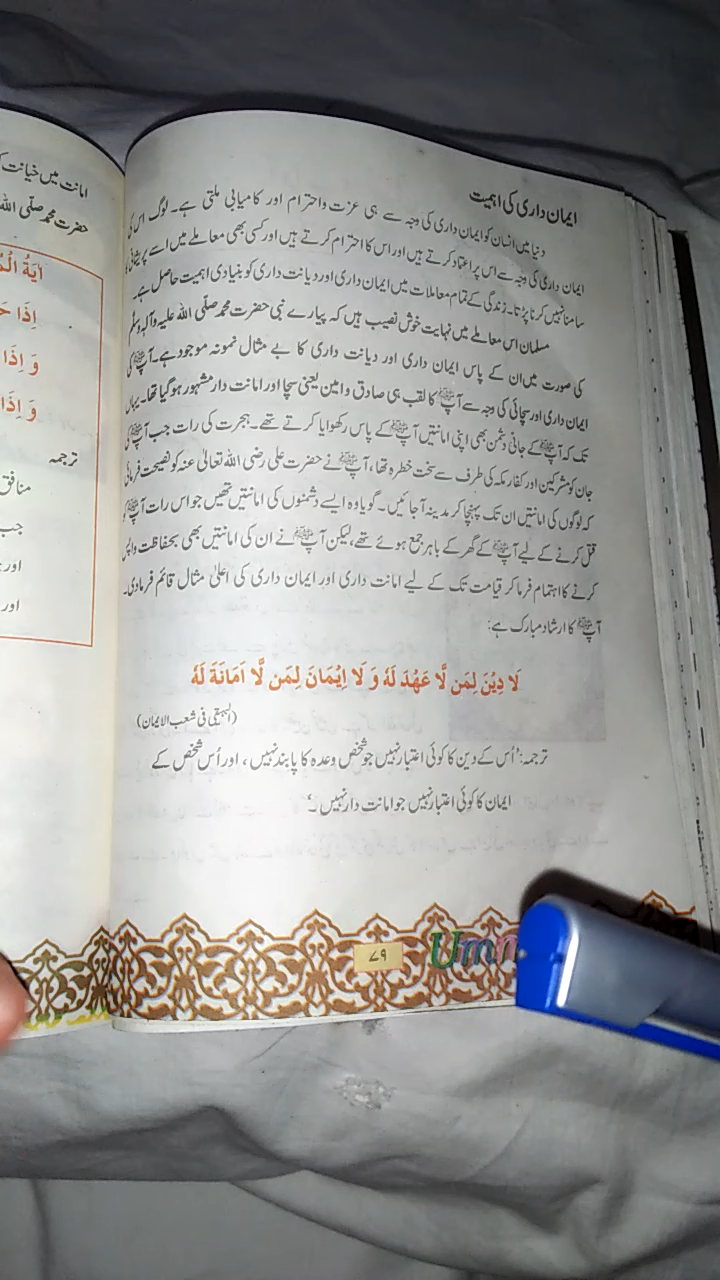 ایمان داری کی اہمیت
دنیا میں انسان کو ایمان داری کی وجہ سے ہی عزت و احترام اور کامیابی ملتی ہے۔ لوگ اس کی
ایمان داری کی وجہ سے اس پر اعتماد کرتے ہیں اور اس کا احترام کرتے ہیں اور کسی بھی معاملے میں اسے پریشانی کا
سامنا نہیں کرنا پڑتا۔ زندگی کے تمام معاملات میں ایمان داری اور دیانت داری کو بنیادی اہمیت حاصل ہے۔
مسلمان اس معاملے میں نہایت خوش نصیب ہیں کہ پیارے نبی حضرت محمد صلّی اللہ علیہ وآلہٖ وسلّم
کی صورت میں ان کے پاس ایمان داری اور دیانت داری کا بے مثال نمونہ موجود ہے۔ آپ ﷺ کی
ایمان داری اور سچائی کی وجہ سے آپ ﷺ کا لقب ہی صادق و امین یعنی سچا اور امانت دار مشہور ہو گیا تھا۔ یہاں
تک کہ آپ ﷺ کے جانی دشمن بھی اپنی امانتیں آپ ﷺ کے پاس رکھوایا کرتے تھے۔ ہجرت کی رات جب آپ ﷺ کی
جان کو مشرکین اور کفار مکہ کی طرف سے سخت خطرہ تھا، آپ ﷺ نے حضرت علی رضی اللہ تعالیٰ عنہ کو نصیحت فرمائی
کہ لوگوں کی امانتیں ان تک پہنچا کر مدینہ آ جائیں۔ گویا وہ ایسے دشمنوں کی امانتیں تھیں جو اس رات آپ ﷺ کو
قتل کرنے کے لیے آپ ﷺ کے گھر کے باہر جمع ہوئے تھے، لیکن آپ ﷺ نے ان کی امانتیں بھی بحفاظت واپس
کرنے کا اہتمام فرما کر قیامت تک کے لیے امانت داری اور ایمان داری کی اعلیٰ مثال قائم فرما دی۔
آپ ﷺ کا ارشاد مبارک ہے:
لَا دِیْنَ لِمَن لَّا عَهْدَ لَهٗ وَ لَا اِیْمَانَ لِمَن لَّا اَمَانَةَ لَهٗ
(البیہقی فی شعب الایمان)
ترجمہ: ’اُس کے دین کا کوئی اعتبار نہیں جو شخص وعدہ کا پابند نہیں، اور اُس شخص کے
ایمان کا کوئی اعتبار نہیں جو امانت دار نہیں۔‘
۷۹
امانت میں خیانت
حضرت محمد صلّی اللہ
اٰیَةُ
اِذَا
وَ اِذَا
وَ اِذَا
ترجمہ
منافق
جب
اور
اور